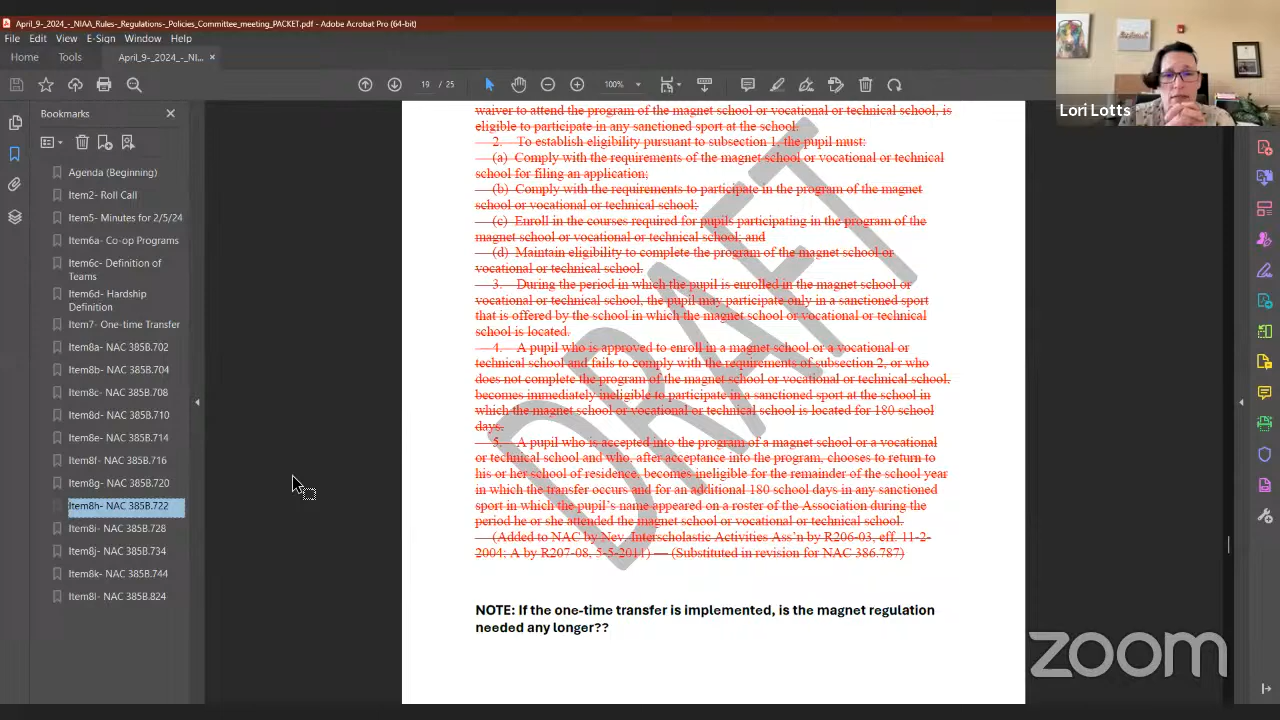 April_9-_2024_-_NIAA_Rules-_Regulations-_Policies_Committee_meeting_PACKET.pdf - Adobe Acrobat Pro (64-bit)
File Edit View E-Sign Window Help
Home Tools April_9-_2024_-_NI... ×
19 / 25 100%
Bookmarks
Agenda (Beginning)
Item2- Roll Call
Item5- Minutes for 2/5/24
Item6a- Co-op Programs
Item6c- Definition of
Teams
Item6d- Hardship
Definition
Item7- One-time Transfer
Item8a- NAC 385B.702
Item8b- NAC 385B.704
Item8c- NAC 385B.708
Item8d- NAC 385B.710
Item8e- NAC 385B.714
Item8f- NAC 385B.716
Item8g- NAC 385B.720
Item8h- NAC 385B.722
Item8i- NAC 385B.728
Item8j- NAC 385B.734
Item8k- NAC 385B.744
Item8l- NAC 385B.824
waiver to attend the program of the magnet school or vocational or technical school, is
eligible to participate in any sanctioned sport at the school.
2. To establish eligibility pursuant to subsection 1, the pupil must:
(a) Comply with the requirements of the magnet school or vocational or technical
school for filing an application;
(b) Comply with the requirements to participate in the program of the magnet
school or vocational or technical school;
(c) Enroll in the courses required for pupils participating in the program of the
magnet school or vocational or technical school; and
(d) Maintain eligibility to complete the program of the magnet school or
vocational or technical school.
3. During the period in which the pupil is enrolled in the magnet school or
vocational or technical school, the pupil may participate only in a sanctioned sport
that is offered by the school in which the magnet school or vocational or technical
school is located.
4. A pupil who is approved to enroll in a magnet school or a vocational or
technical school and fails to comply with the requirements of subsection 2, or who
does not complete the program of the magnet school or vocational or technical school,
becomes immediately ineligible to participate in a sanctioned sport at the school in
which the magnet school or vocational or technical school is located for 180 school
days.
5. A pupil who is accepted into the program of a magnet school or a vocational
or technical school and who, after acceptance into the program, chooses to return to
his or her school of residence, becomes ineligible for the remainder of the school year
in which the transfer occurs and for an additional 180 school days in any sanctioned
sport in which the pupil's name appeared on a roster of the Association during the
period he or she attended the magnet school or vocational or technical school.
(Added to NAC by Nev. Interscholastic Activities Ass'n by R206-03, eff. 11-2-
2004; A by R207-08, 5-5-2011) — (Substituted in revision for NAC 386.787)
DRAFT
NOTE: If the one-time transfer is implemented, is the magnet regulation
needed any longer??
Lori Lotts
zoom